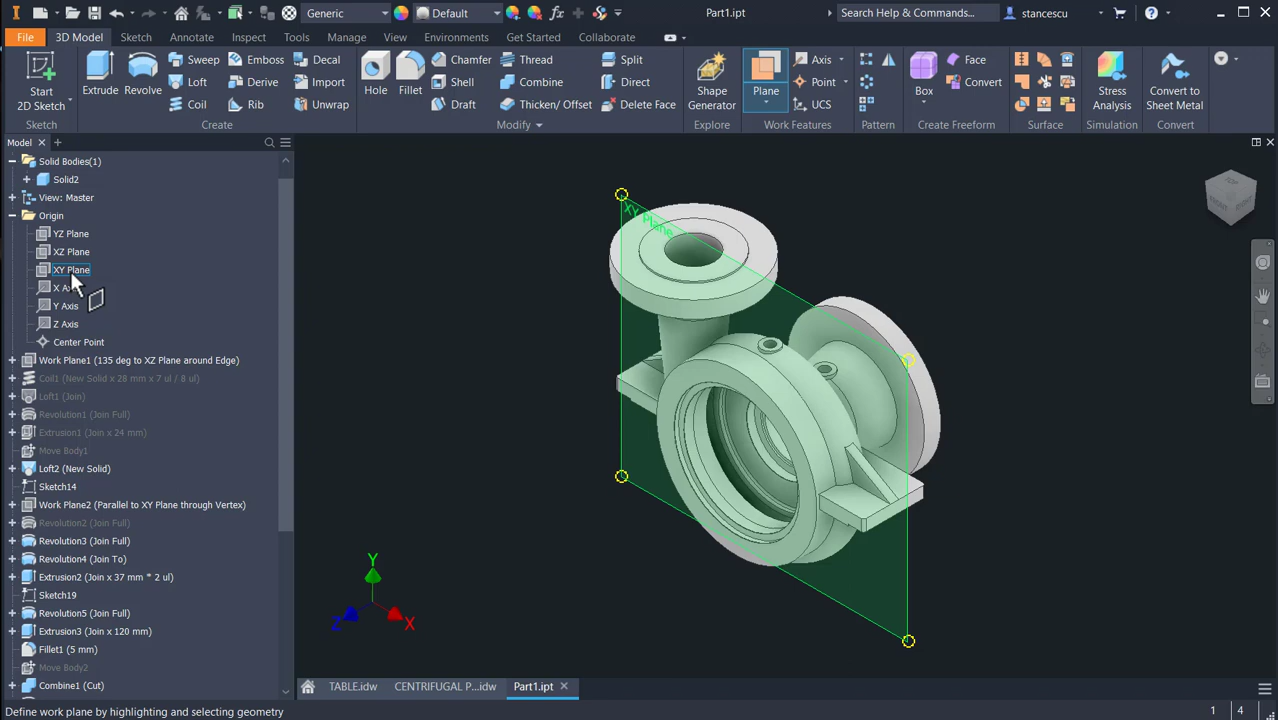 Generic
Default
Part1.ipt
Search Help & Commands...
stancescu
File
3D Model
Sketch
Annotate
Inspect
Tools
Manage
View
Environments
Get Started
Collaborate
Start
2D Sketch
Sketch
Extrude
Revolve
Sweep
Loft
Coil
Emboss
Derive
Rib
Decal
Import
Unwrap
Create
Hole
Fillet
Chamfer
Shell
Draft
Thread
Combine
Thicken/ Offset
Split
Direct
Delete Face
Modify
Shape
Generator
Explore
Plane
Axis
Point
UCS
Work Features
Pattern
Box
Face
Convert
Create Freeform
Surface
Stress
Analysis
Simulation
Convert to
Sheet Metal
Convert
Model
Solid Bodies(1)
Solid2
View: Master
Origin
YZ Plane
XZ Plane
XY Plane
X Axis
Y Axis
Z Axis
Center Point
Work Plane1 (135 deg to XZ Plane around Edge)
Coil1 (New Solid x 28 mm x 7 ul / 8 ul)
Loft1 (Join)
Revolution1 (Join Full)
Extrusion1 (Join x 24 mm)
Move Body1
Loft2 (New Solid)
Sketch14
Work Plane2 (Parallel to XY Plane through Vertex)
Revolution2 (Join Full)
Revolution3 (Join Full)
Revolution4 (Join To)
Extrusion2 (Join x 37 mm * 2 ul)
Sketch19
Revolution5 (Join Full)
Extrusion3 (Join x 120 mm)
Fillet1 (5 mm)
Move Body2
Combine1 (Cut)
XY Plane
Y
Z
X
TABLE.idw
CENTRIFUGAL P...idw
Part1.ipt
Define work plane by highlighting and selecting geometry
1
4